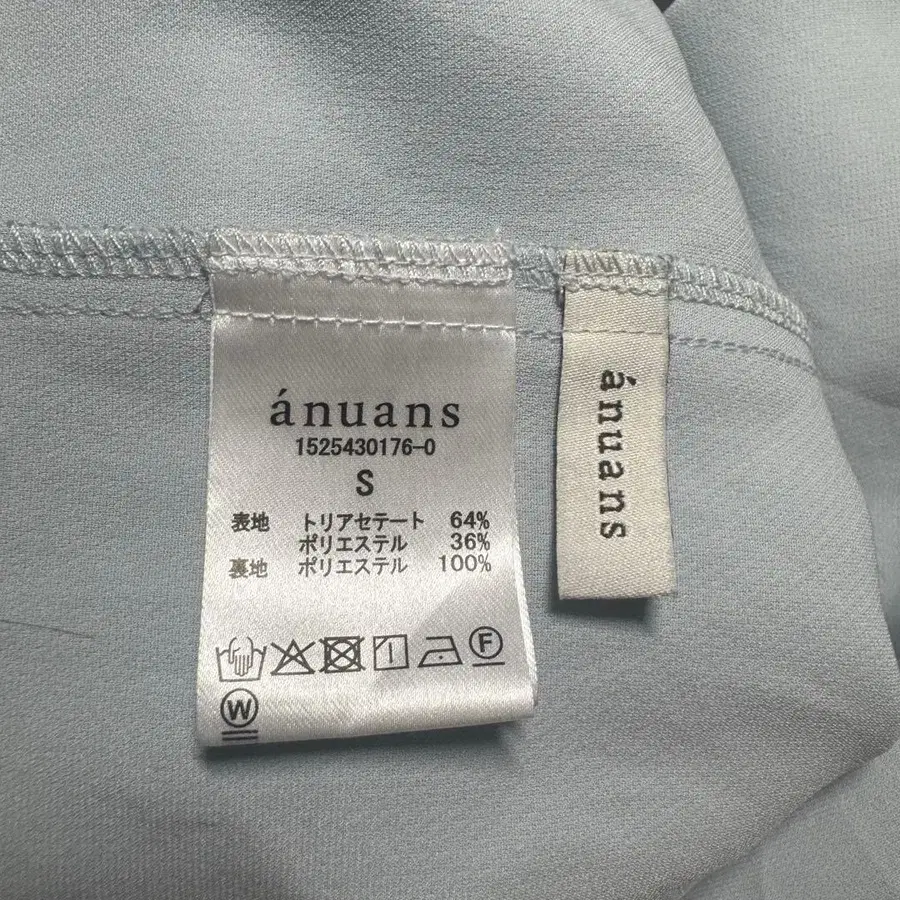 ánuans
1525430176-0
S
表地 トリアセテート 64%
ポリエステル 36%
裏地 ポリエステル 100%
F
W
ánuans